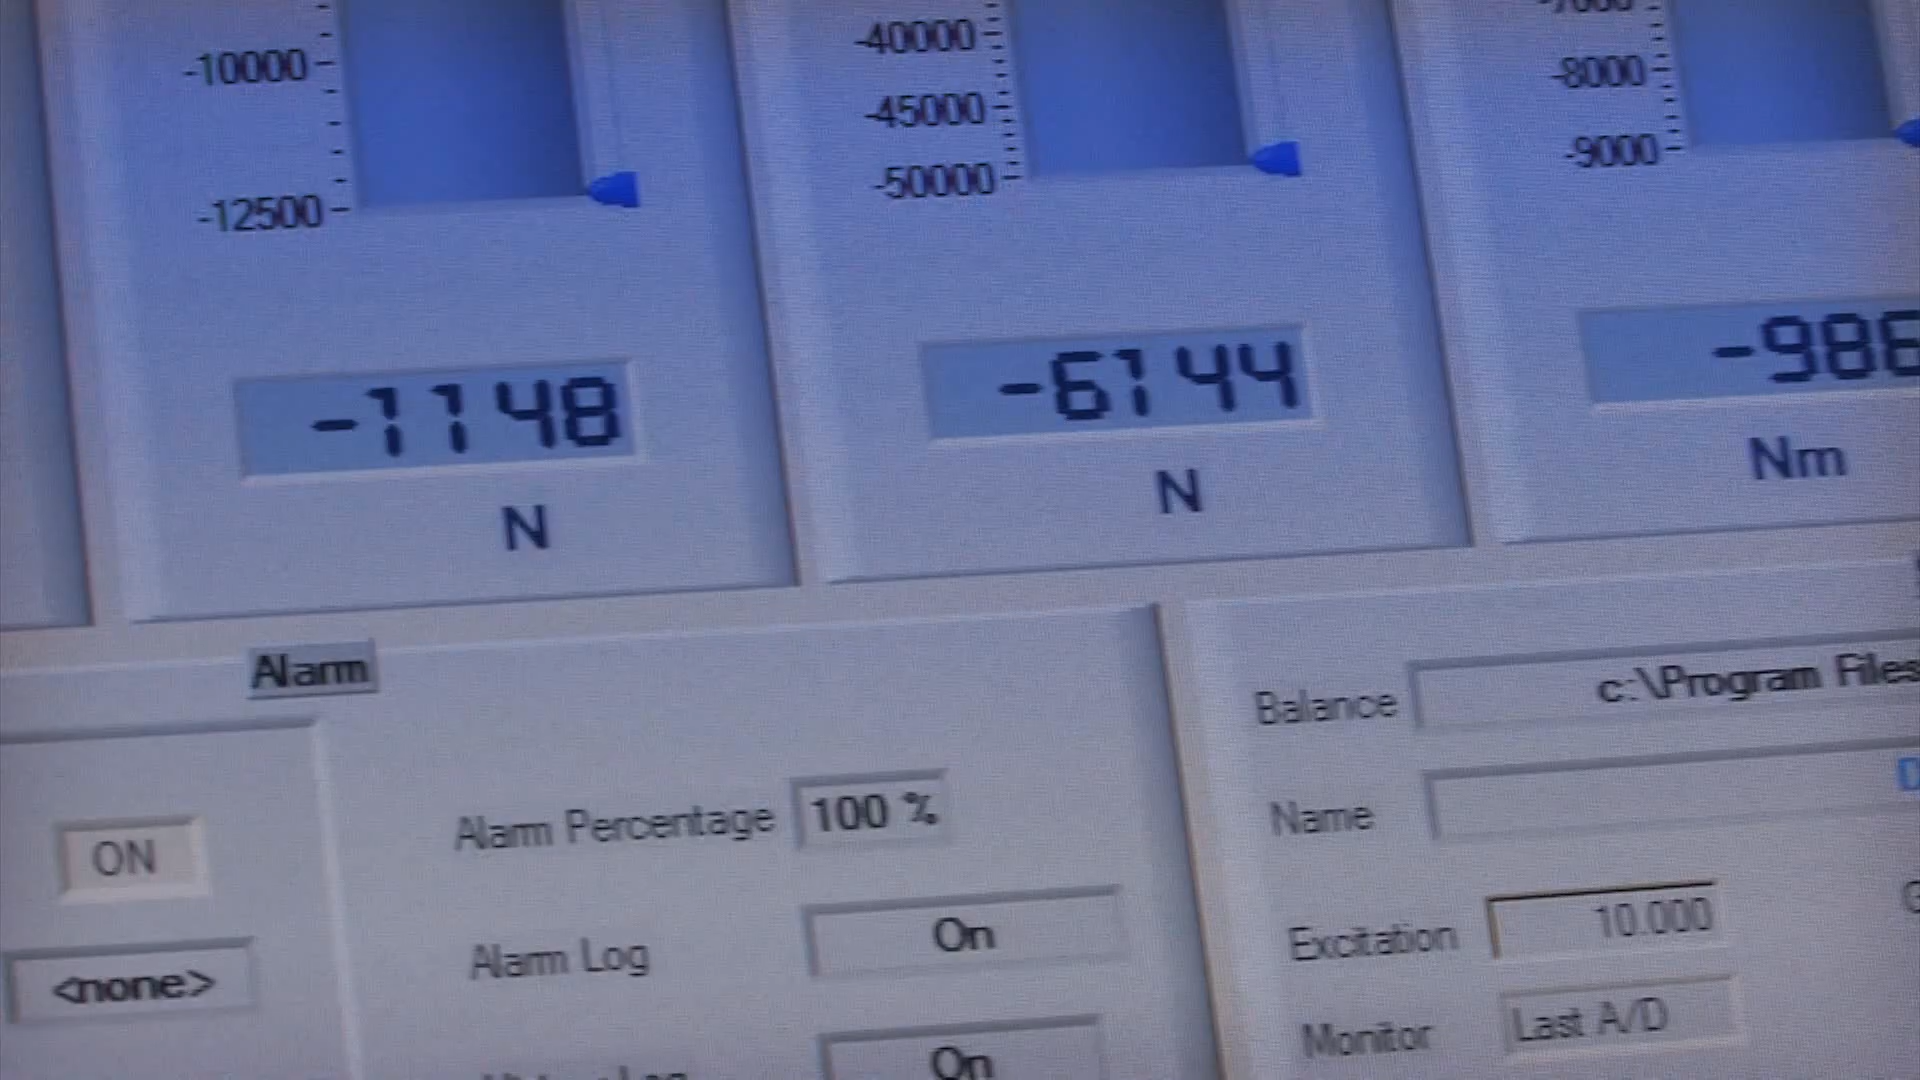 -10000
-12500
-40000
-45000
-50000
-8000
-9000
-1148
-6144
-986
N
N
Nm
Alarm
ON
<none>
Alarm Percentage 100 %
Alarm Log On
On
Balance c:\Program Files
Name
Excitation 10.000
Monitor Last A/D